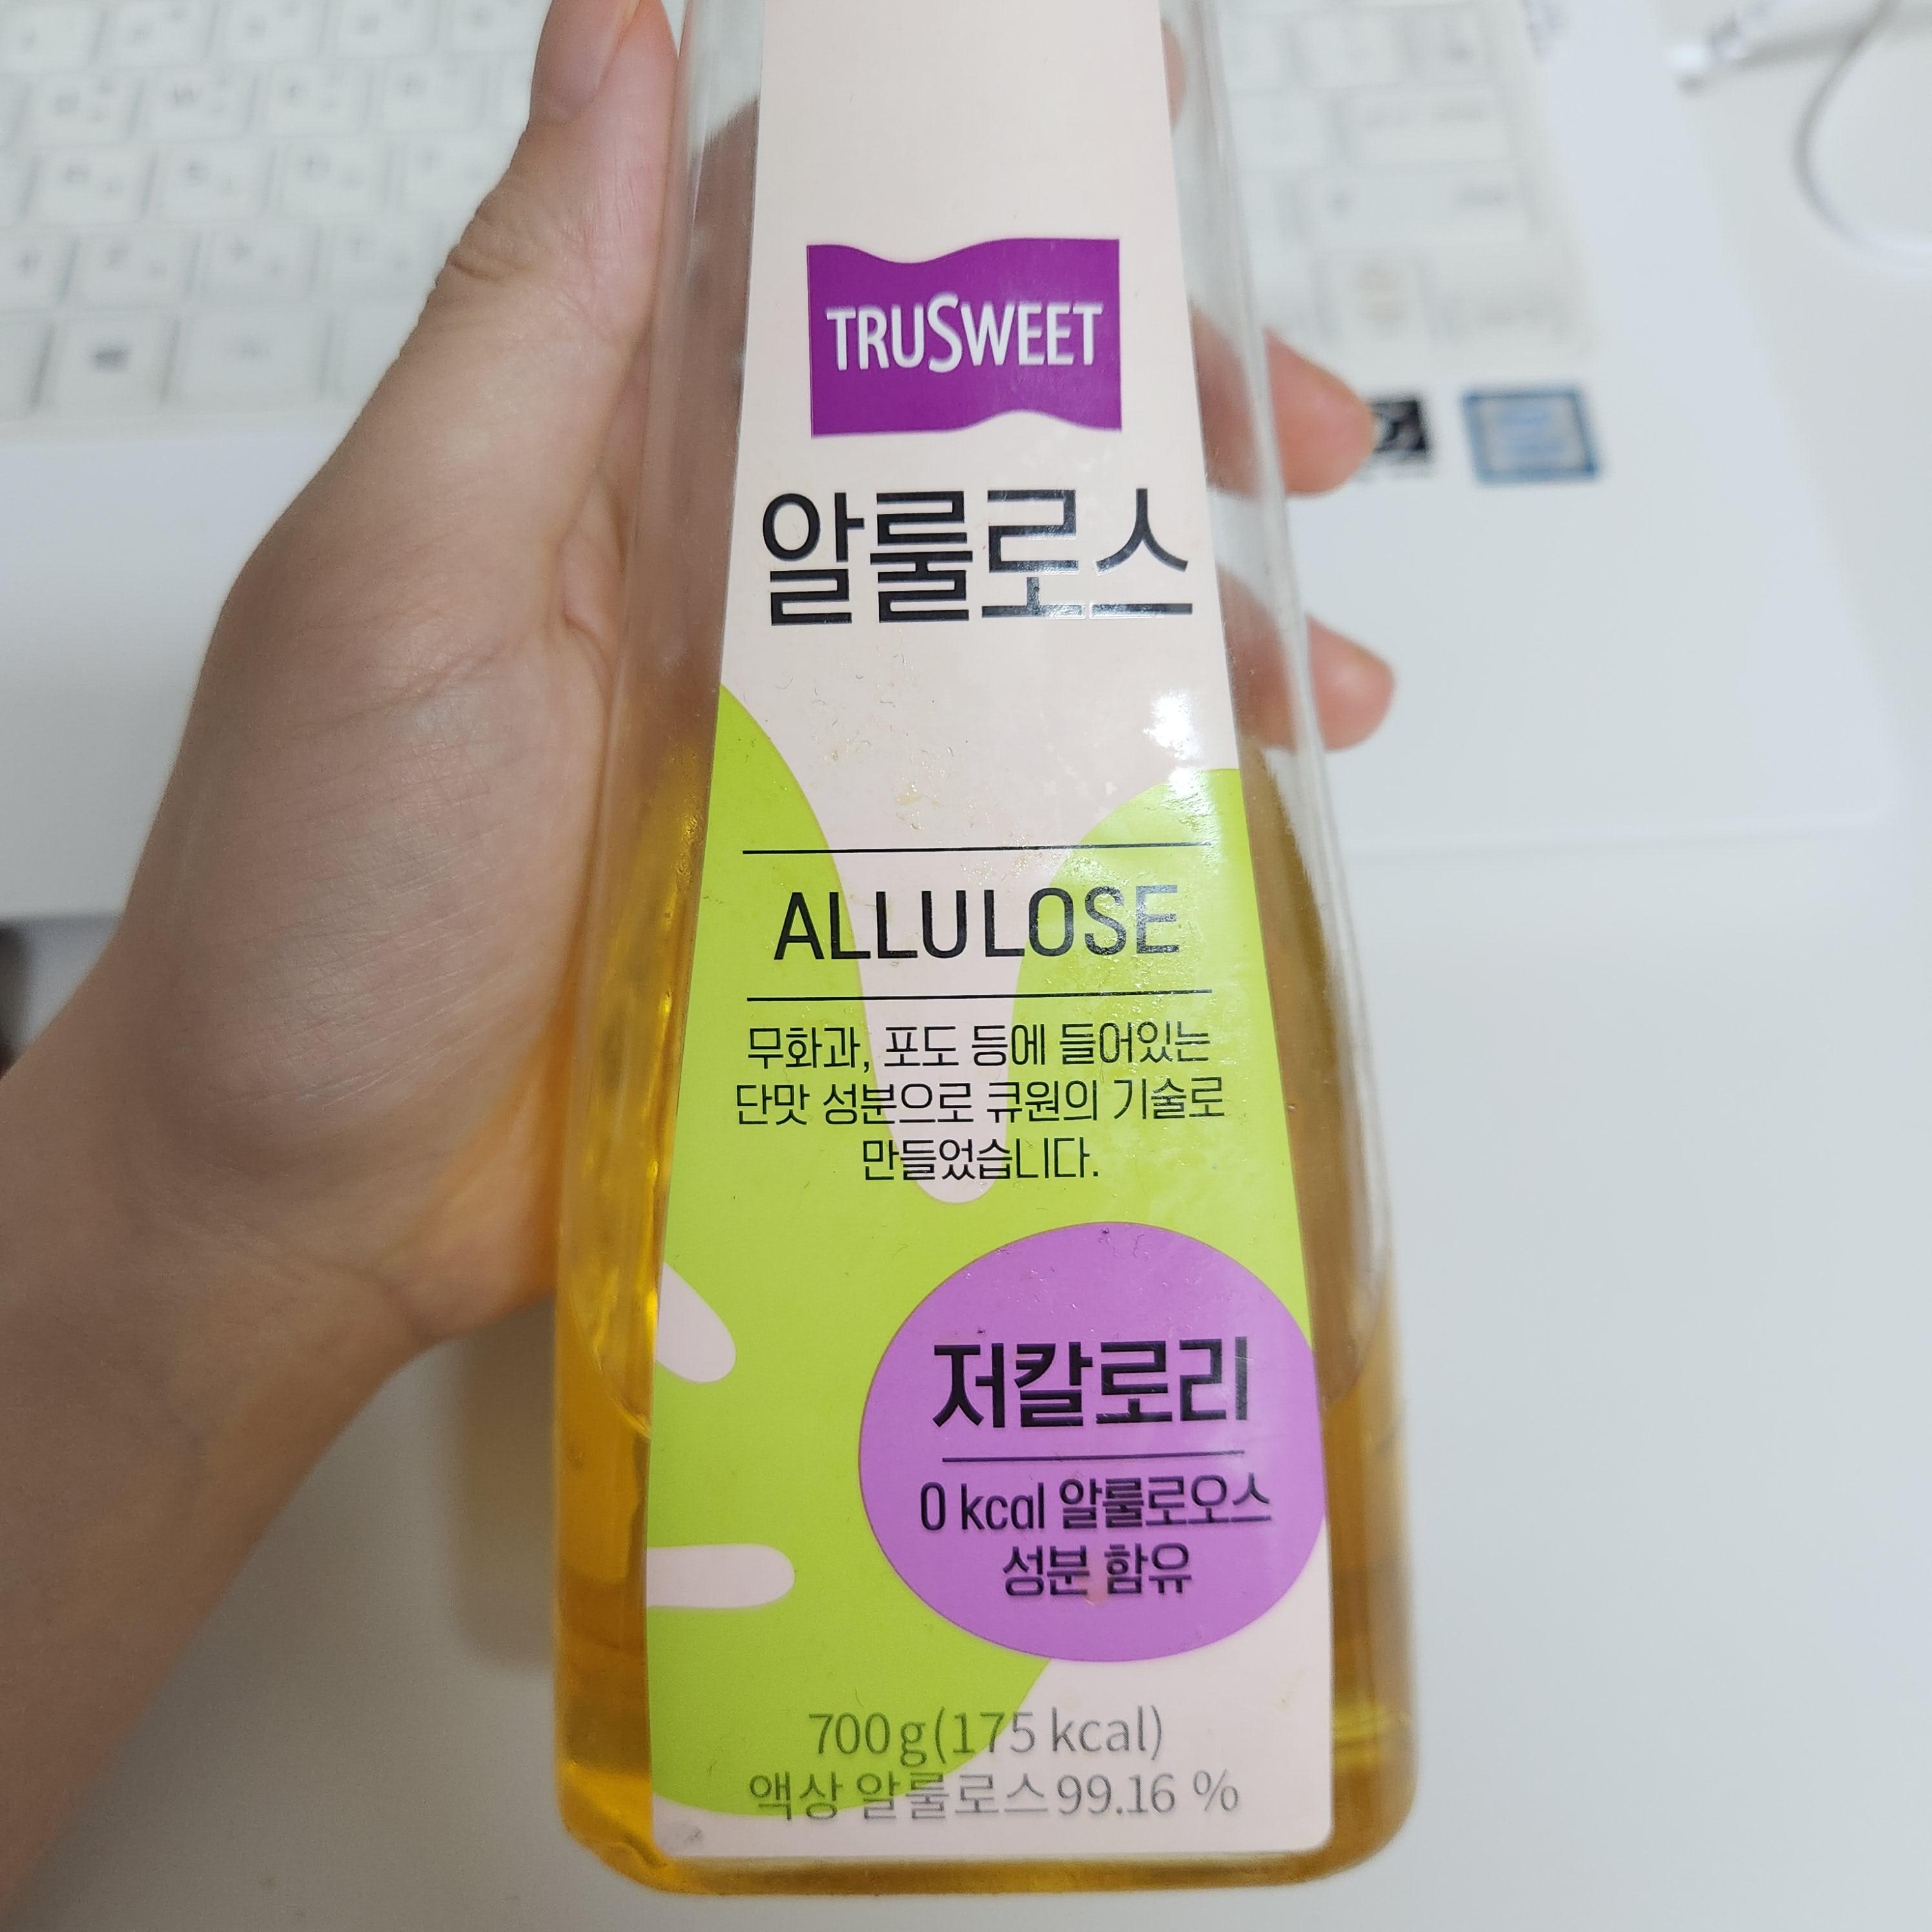 TRUSWEET
알룰로스
ALLULOSE
무화과, 포도 등에 들어있는
단맛 성분으로 큐원의 기술로
만들었습니다.
저칼로리
0 kcal 알룰로오스
성분 함유
700 g(175 kcal)
액상 알룰로스 99.16 %